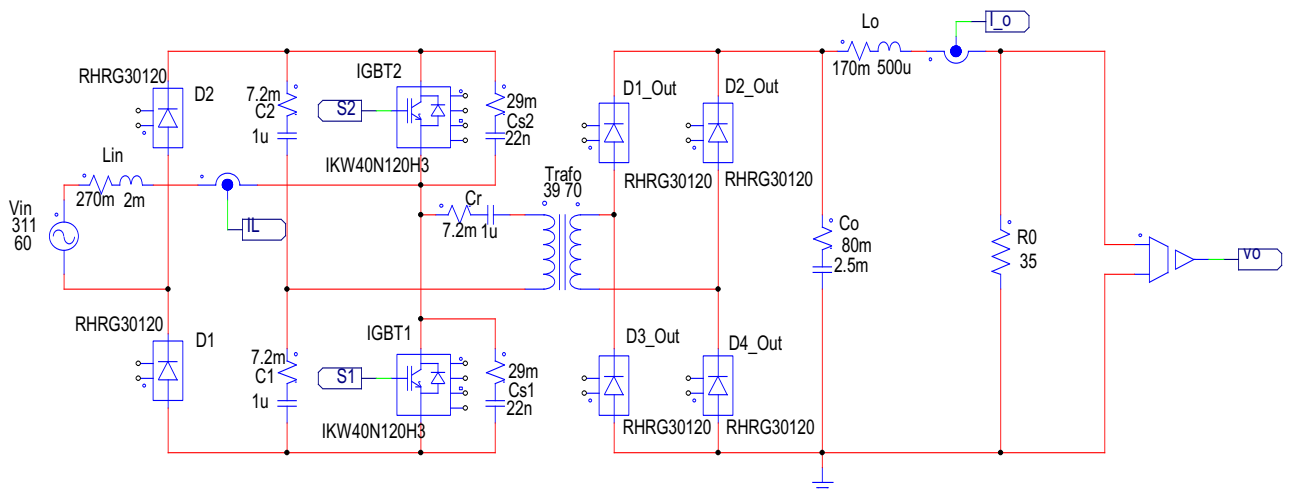 Lo
I_o
170m 500u
RHRG30120
D2
7.2m
C2
1u
IGBT2
S2
IKW40N120H3
29m
Cs2
22n
D1_Out
D2_Out
RHRG30120
RHRG30120
Lin
270m 2m
IL
Vin
311
60
Cr
7.2m 1u
Trafo
39 70
Co
80m
2.5m
R0
35
vo
RHRG30120
D1
7.2m
C1
1u
IGBT1
S1
IKW40N120H3
29m
Cs1
22n
D3_Out
D4_Out
RHRG30120
RHRG30120